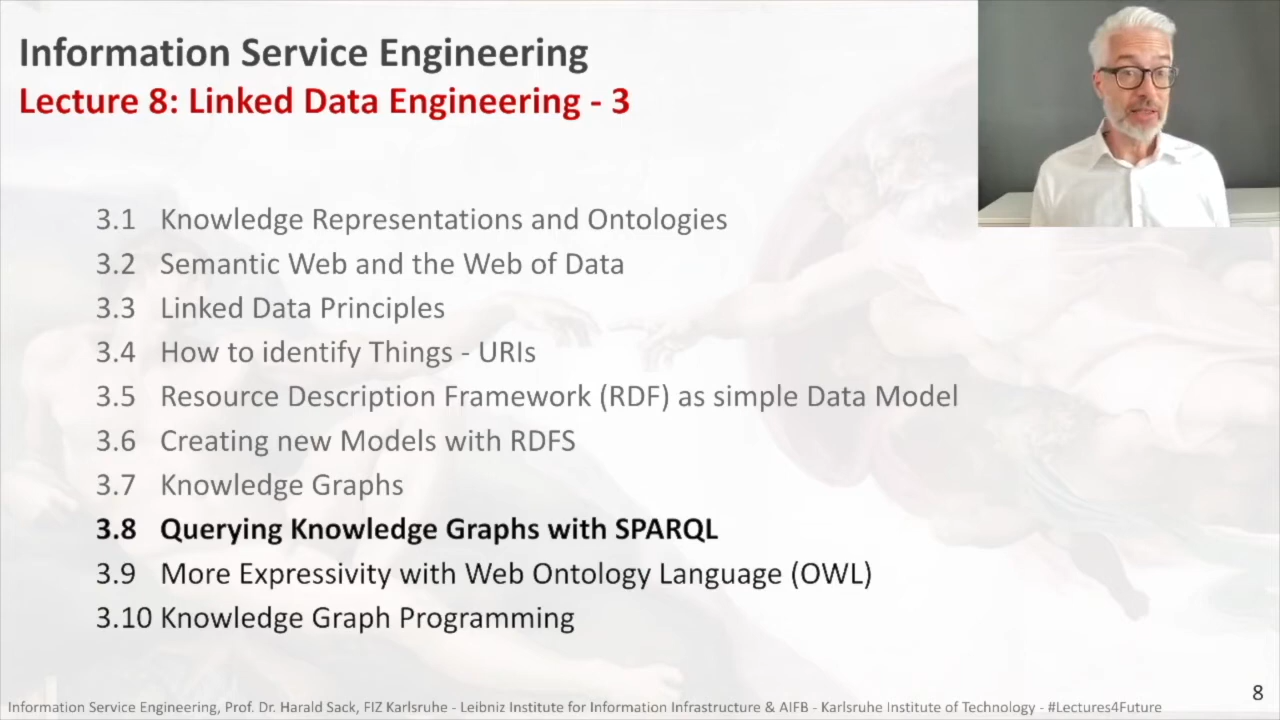 Information Service Engineering
Lecture 8: Linked Data Engineering - 3
3.1 Knowledge Representations and Ontologies
3.2 Semantic Web and the Web of Data
3.3 Linked Data Principles
3.4 How to identify Things - URIs
3.5 Resource Description Framework (RDF) as simple Data Model
3.6 Creating new Models with RDFS
3.7 Knowledge Graphs
3.8 Querying Knowledge Graphs with SPARQL
3.9 More Expressivity with Web Ontology Language (OWL)
3.10 Knowledge Graph Programming
8
Information Service Engineering, Prof. Dr. Harald Sack, FIZ Karlsruhe - Leibniz Institute for Information Infrastructure & AIFB - Karlsruhe Institute of Technology - #Lectures4Future